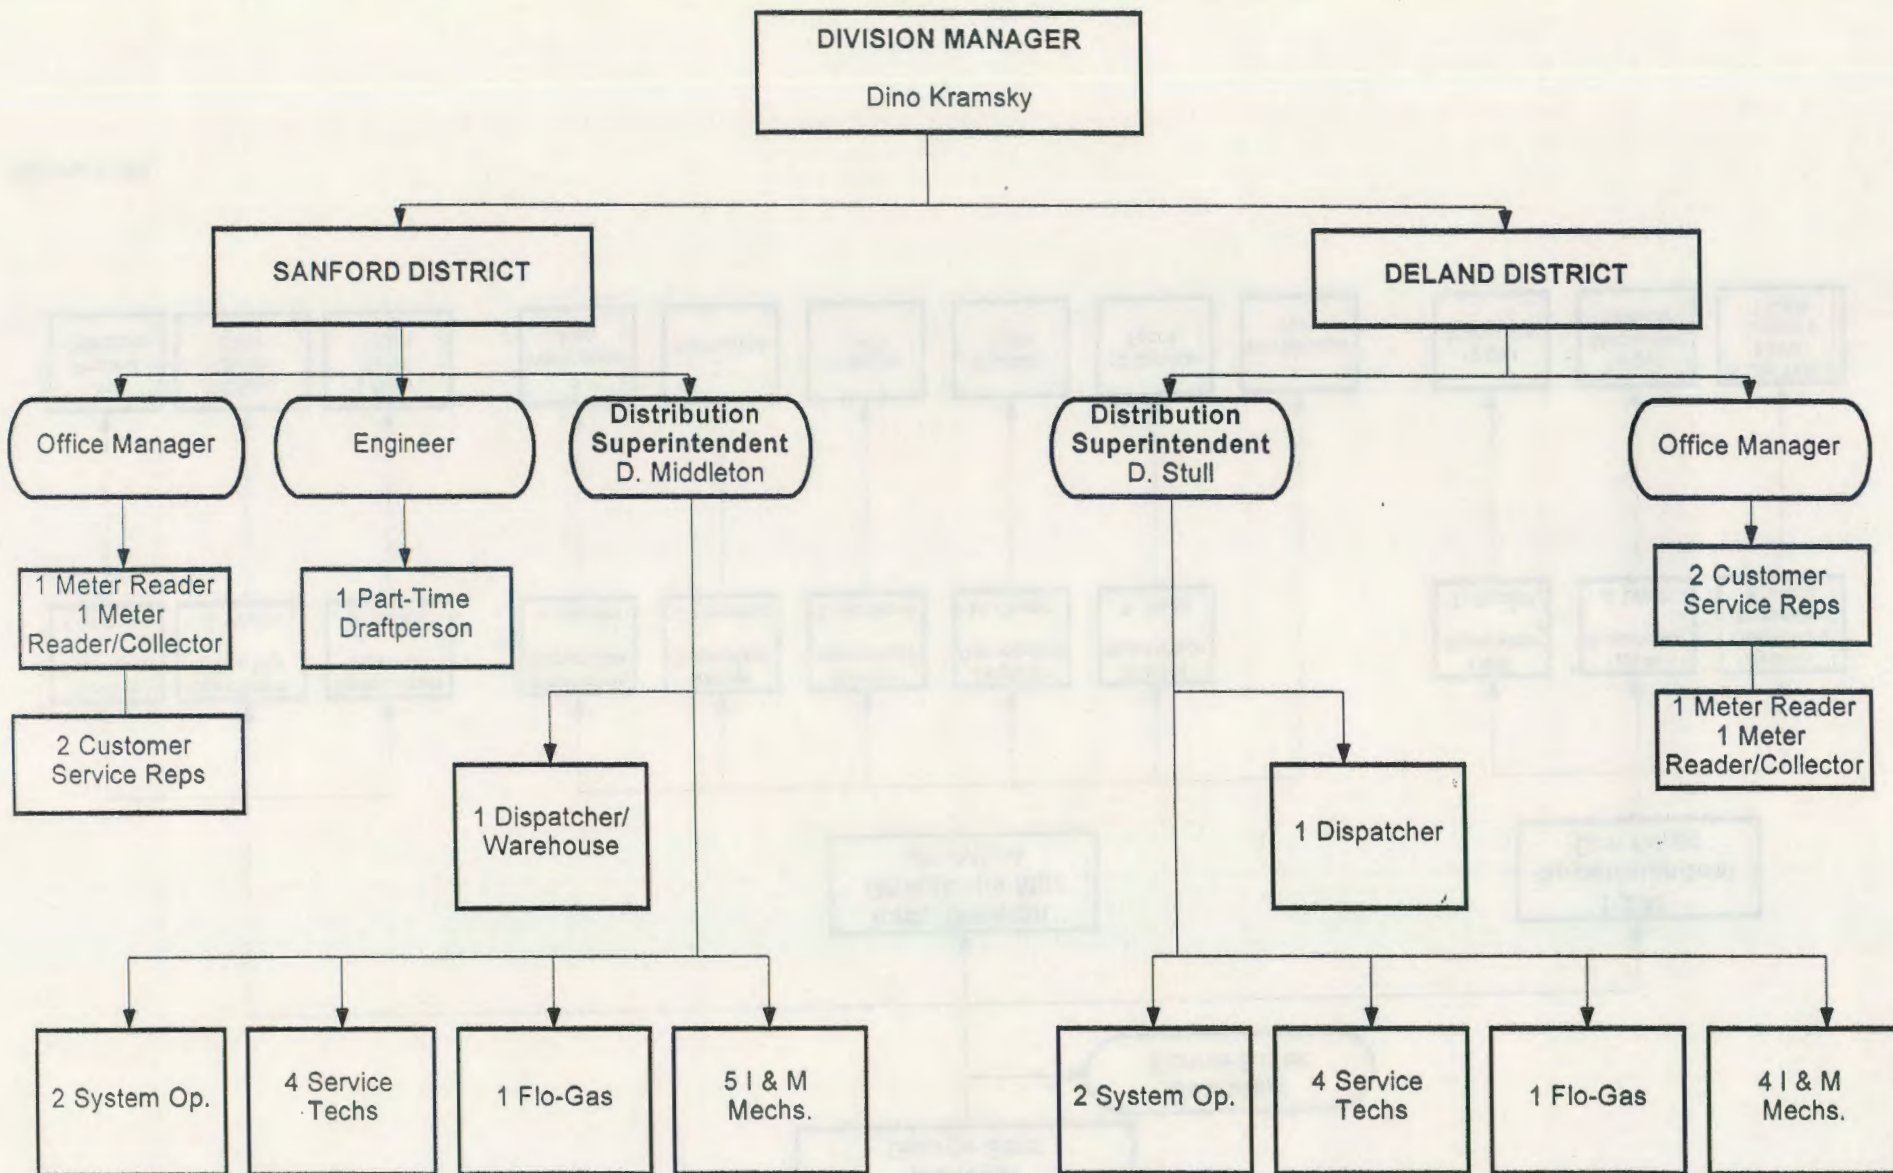 DIVISION MANAGER
Dino Kramsky
SANFORD DISTRICT
DELAND DISTRICT
Office Manager
Engineer
Distribution
Superintendent
D. Middleton
Distribution
Superintendent
D. Stull
Office Manager
1 Meter Reader
1 Meter
Reader/Collector
1 Part-Time
Draftperson
2 Customer
Service Reps
2 Customer
Service Reps
1 Meter Reader
1 Meter
Reader/Collector
1 Dispatcher/
Warehouse
1 Dispatcher
2 System Op.
4 Service
Techs
1 Flo-Gas
5 I & M
Mechs.
2 System Op.
4 Service
Techs
1 Flo-Gas
4 I & M
Mechs.